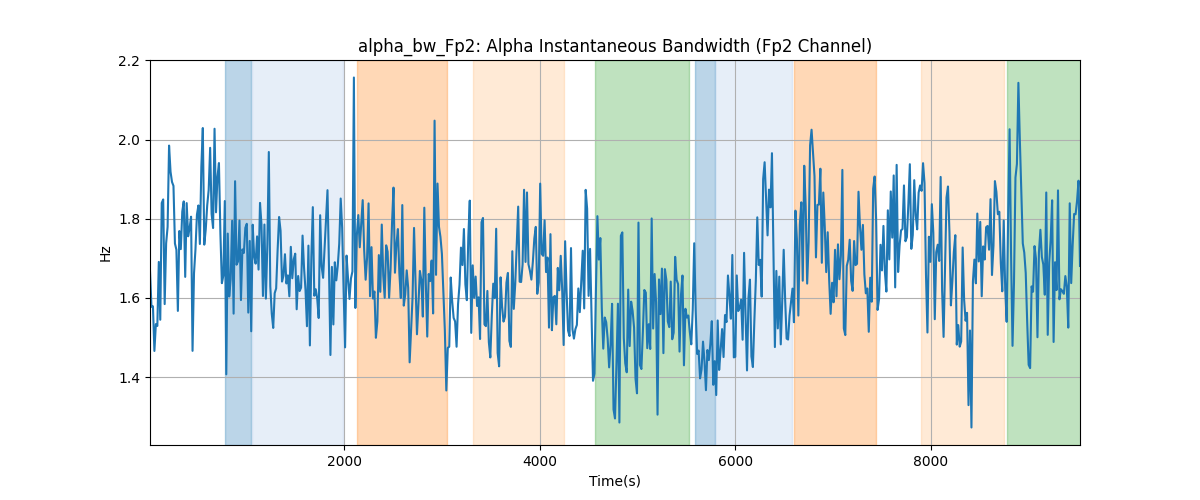 alpha_bw_Fp2: Alpha Instantaneous Bandwidth (Fp2 Channel)
2.2
2.0
1.8
1.6
1.4
Hz
2000 4000 6000 8000
Time(s)